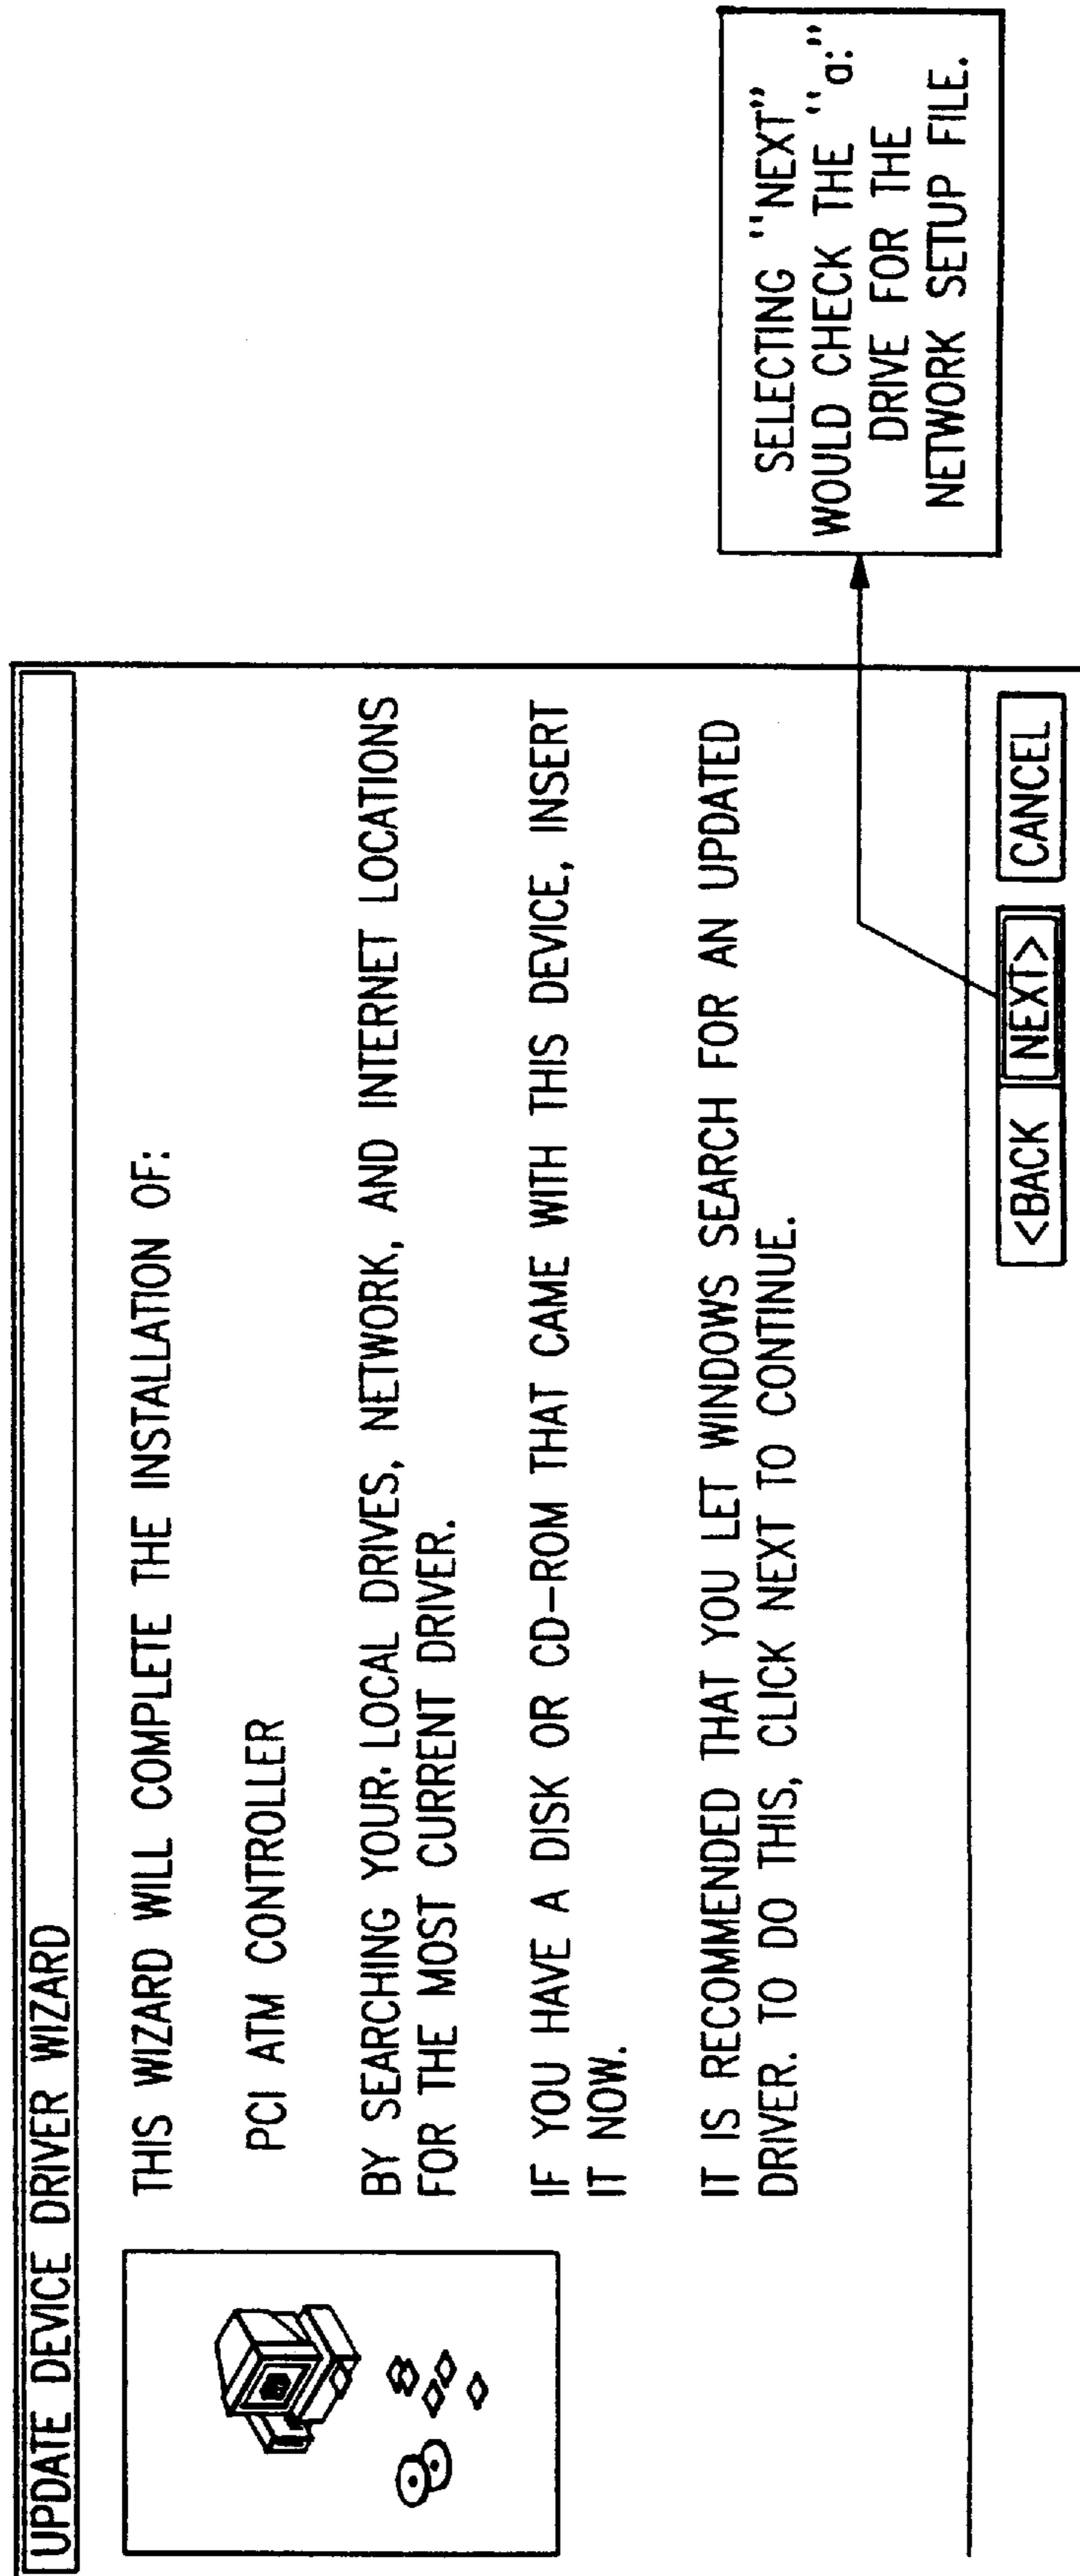 UPDATE DEVICE DRIVER WIZARD
THIS WIZARD WILL COMPLETE THE INSTALLATION OF:
PCI ATM CONTROLLER
BY SEARCHING YOUR. LOCAL DRIVES, NETWORK, AND INTERNET LOCATIONS
FOR THE MOST CURRENT DRIVER.
IF YOU HAVE A DISK OR CD-ROM THAT CAME WITH THIS DEVICE, INSERT
IT NOW.
IT IS RECOMMENDED THAT YOU LET WINDOWS SEARCH FOR AN UPDATED
DRIVER. TO DO THIS, CLICK NEXT TO CONTINUE.
<BACK NEXT> CANCEL
SELECTING "NEXT"
WOULD CHECK THE "a:"
DRIVE FOR THE
NETWORK SETUP FILE.